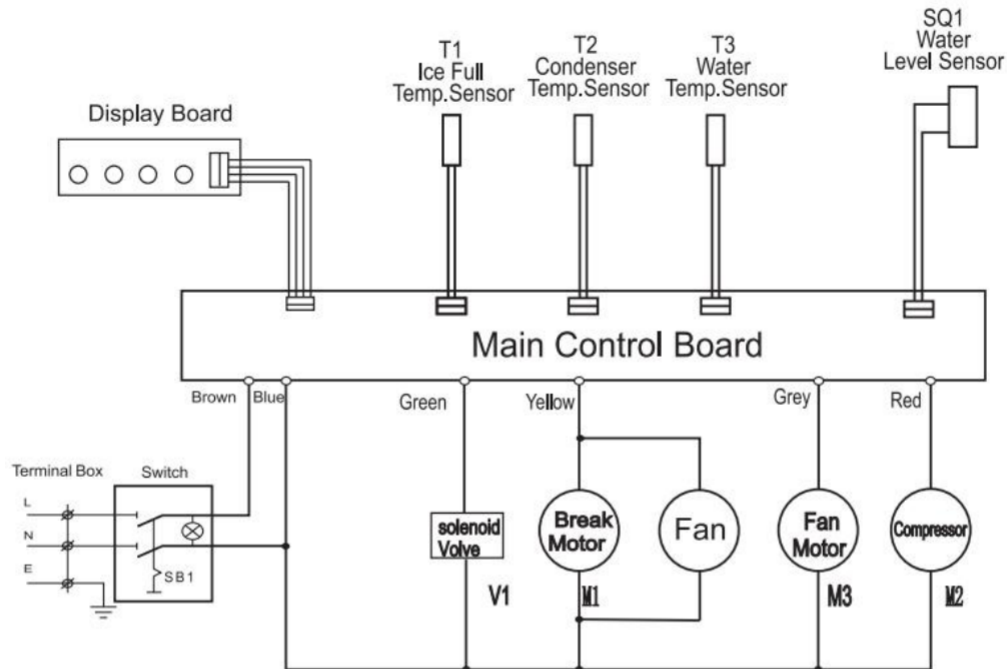 T1
Ice Full
Temp.Sensor
T2
Condenser
Temp.Sensor
T3
Water
Temp.Sensor
SQ1
Water
Level Sensor
Display Board
Main Control Board
Brown
Blue
Green
Yellow
Grey
Red
Terminal Box
Switch
L
N
E
SB1
solenoid
Volve
V1
Break
Motor
M1
Fan
Fan
Motor
M3
Compressor
M2